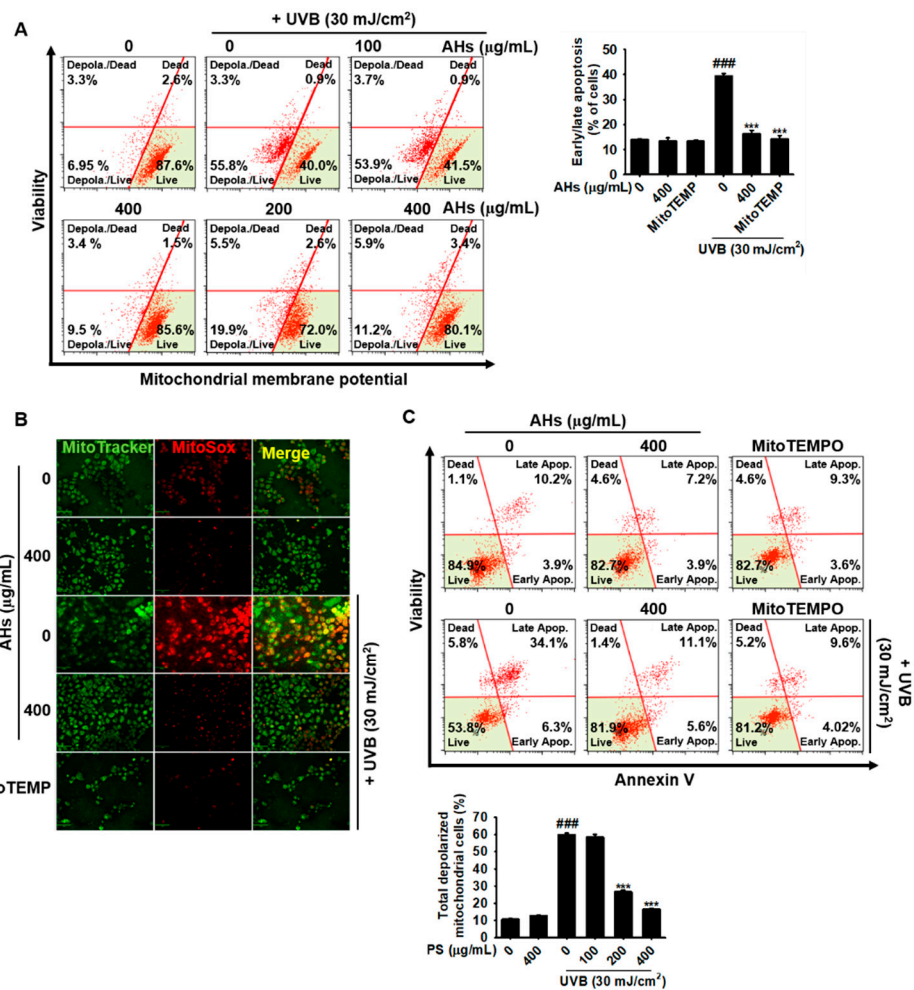 A
+ UVB (30 mJ/cm²)
0 0 100 AHs (μg/mL)
Depola./Dead Dead Depola./Dead Dead Depola./Dead Dead
3.3% 2.6% 3.3% 0.9% 3.7% 0.9%
6.95 % 87.6% 55.8% 40.0% 53.9% 41.5%
Depola./Live Live Depola./Live Live Depola./Live Live
400 200 400 AHs (μg/mL)
Depola./Dead Dead Depola./Dead Dead Depola./Dead Dead
3.4 % 1.5% 5.5% 2.6% 5.9% 3.4%
9.5 % 85.6% 19.9% 72.0% 11.2% 80.1%
Depola./Live Live Depola./Live Live Depola./Live Live
Viability
Mitochondrial membrane potential
Early/late apoptosis
(% of cells)
50
40
30
20
10
0
###
*** ***
AHs (μg/mL) 0 400 MitoTEMP 0 400 MitoTEMP
UVB (30 mJ/cm²)
B
MitoTracker MitoSox Merge
0
400
0
400
oTEMP
AHs (μg/mL)
+ UVB (30 mJ/cm²)
C
AHs (μg/mL)
0 400 MitoTEMPO
Dead Late Apop. Dead Late Apop. Dead Late Apop.
1.1% 10.2% 4.6% 7.2% 4.6% 9.3%
84.9% 3.9% 82.7% 3.9% 82.7% 3.6%
Live Early Apop. Live Early Apop. Live Early Apop.
0 400 MitoTEMPO
Dead Late Apop. Dead Late Apop. Dead Late Apop.
5.8% 34.1% 1.4% 11.1% 5.2% 9.6%
53.8% 6.3% 81.9% 5.6% 81.2% 4.02%
Live Early Apop. Live Early Apop. Live Early Apop.
Viability
+ UVB
(30 mJ/cm²)
Annexin V
Total depolarized
mitochondrial cells (%)
70
60
50
40
30
20
10
0
###
***
***
PS (μg/mL) 0 400 0 100 200 400
UVB (30 mJ/cm²)